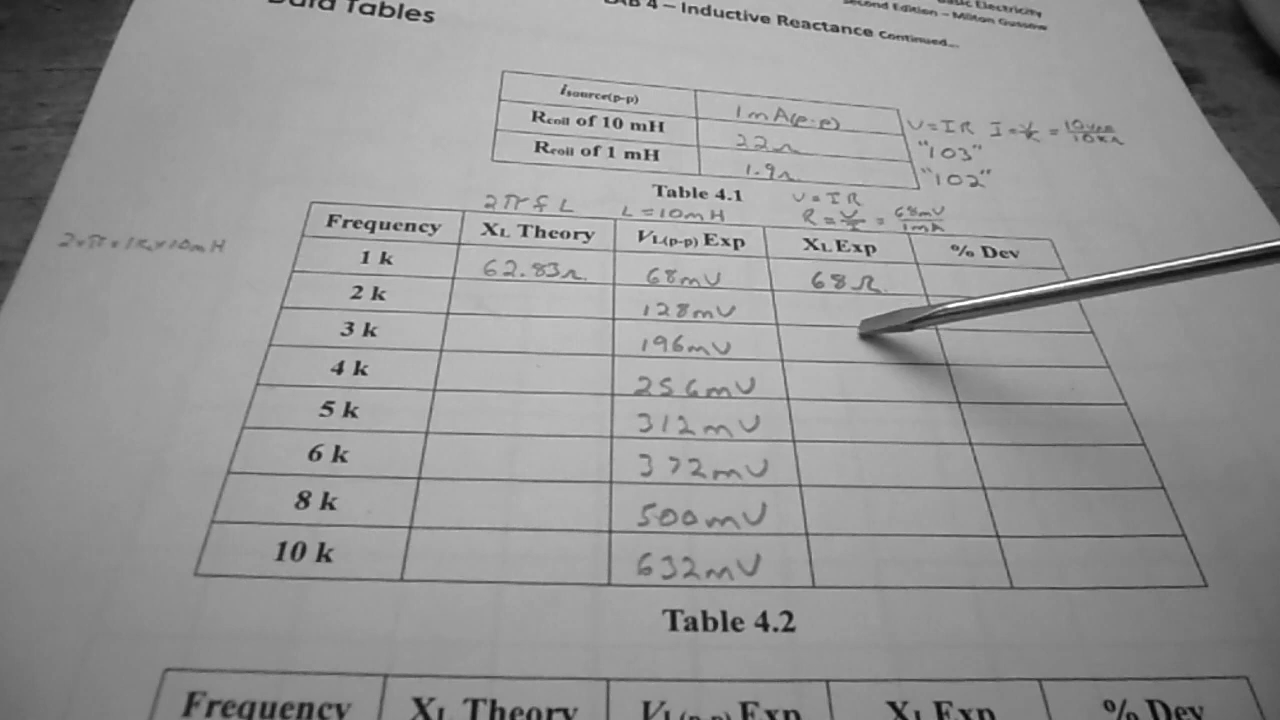 Data Tables
LAB 4 – Inductive Reactance Continued...
Basic Electricity
Second Edition – Milton Gussow
isource(p-p) 1mA(p-p)
V=IR I=V/R = 10Vpp/10kΩ
Rcoil of 10 mH 22Ω "103"
Rcoil of 1 mH 1.9Ω "102"
Table 4.1
V=IR
2πfL L=10mH R=V/I = 68mV/1mA
2×π×1k×10mH
Frequency XL Theory VL(p-p) Exp XL Exp % Dev
1 k 62.83Ω 68mV 68Ω
2 k 128mV
3 k 196mV
4 k 256mV
5 k 312mV
6 k 372mV
8 k 500mV
10 k 632mV
Table 4.2
Frequency XL Theory VL(p-p) Exp XL Exp % Dev